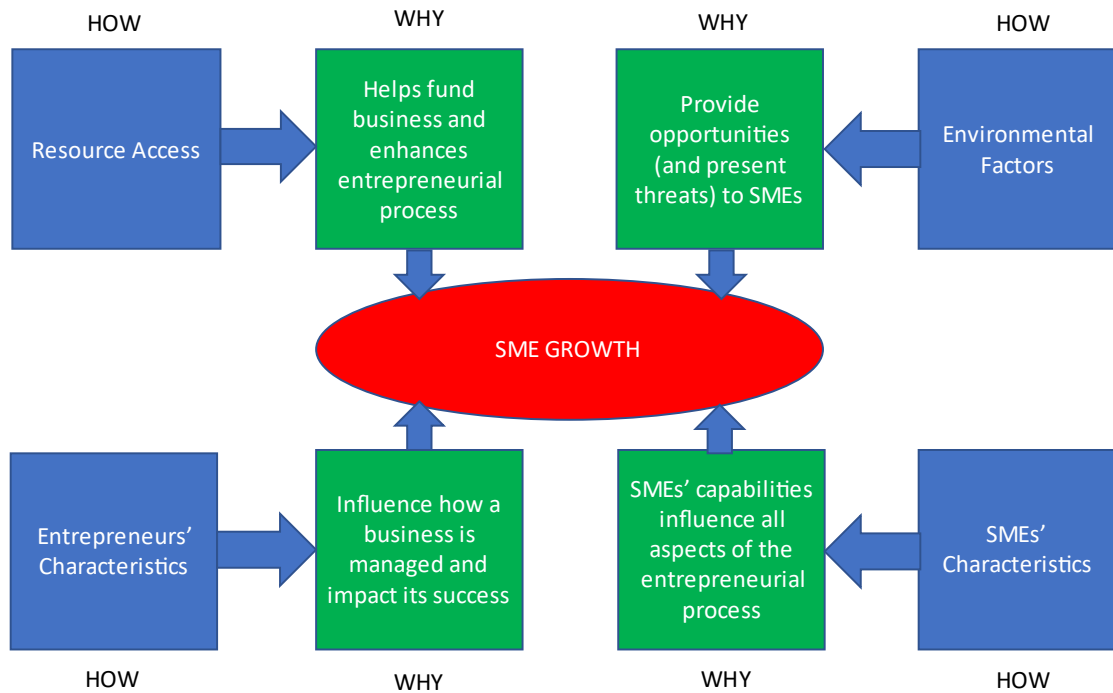 HOW
WHY
WHY
HOW
Resource Access
Helps fund
business and
enhances
entrepreneurial
process
Provide
opportunities
(and present
threats) to SMEs
Environmental
Factors
SME GROWTH
Entrepreneurs’
Characteristics
Influence how a
business is
managed and
impact its success
SMEs’ capabilities
influence all
aspects of the
entrepreneurial
process
SMEs’
Characteristics
HOW
WHY
WHY
HOW